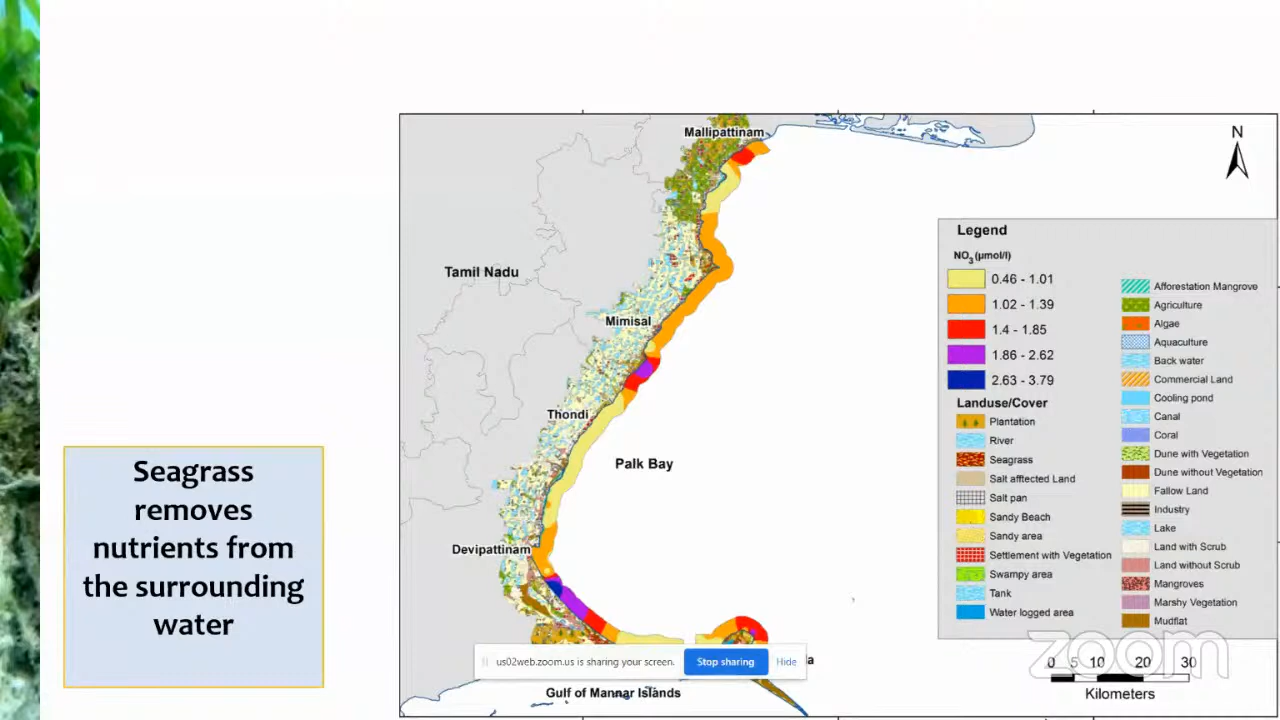 Seagrass
removes
nutrients from
the surrounding
water
Mallipattinam
N
Tamil Nadu
Mimisal
Thondi
Palk Bay
Devipattinam
Gulf of Mannar Islands
Legend
NO3 (µmol/l)
0.46 - 1.01
1.02 - 1.39
1.4 - 1.85
1.86 - 2.62
2.63 - 3.79
Landuse/Cover
Plantation
River
Seagrass
Salt afftected Land
Salt pan
Sandy Beach
Sandy area
Settlement with Vegetation
Swampy area
Tank
Water logged area
Afforestation Mangrove
Agriculture
Algae
Aquaculture
Back water
Commercial Land
Cooling pond
Canal
Coral
Dune with Vegetation
Dune without Vegetation
Fallow Land
Industry
Lake
Land with Scrub
Land without Scrub
Mangroves
Marshy Vegetation
Mudflat
zoom
0 5 10 20 30
Kilometers
us02web.zoom.us is sharing your screen. Stop sharing Hide